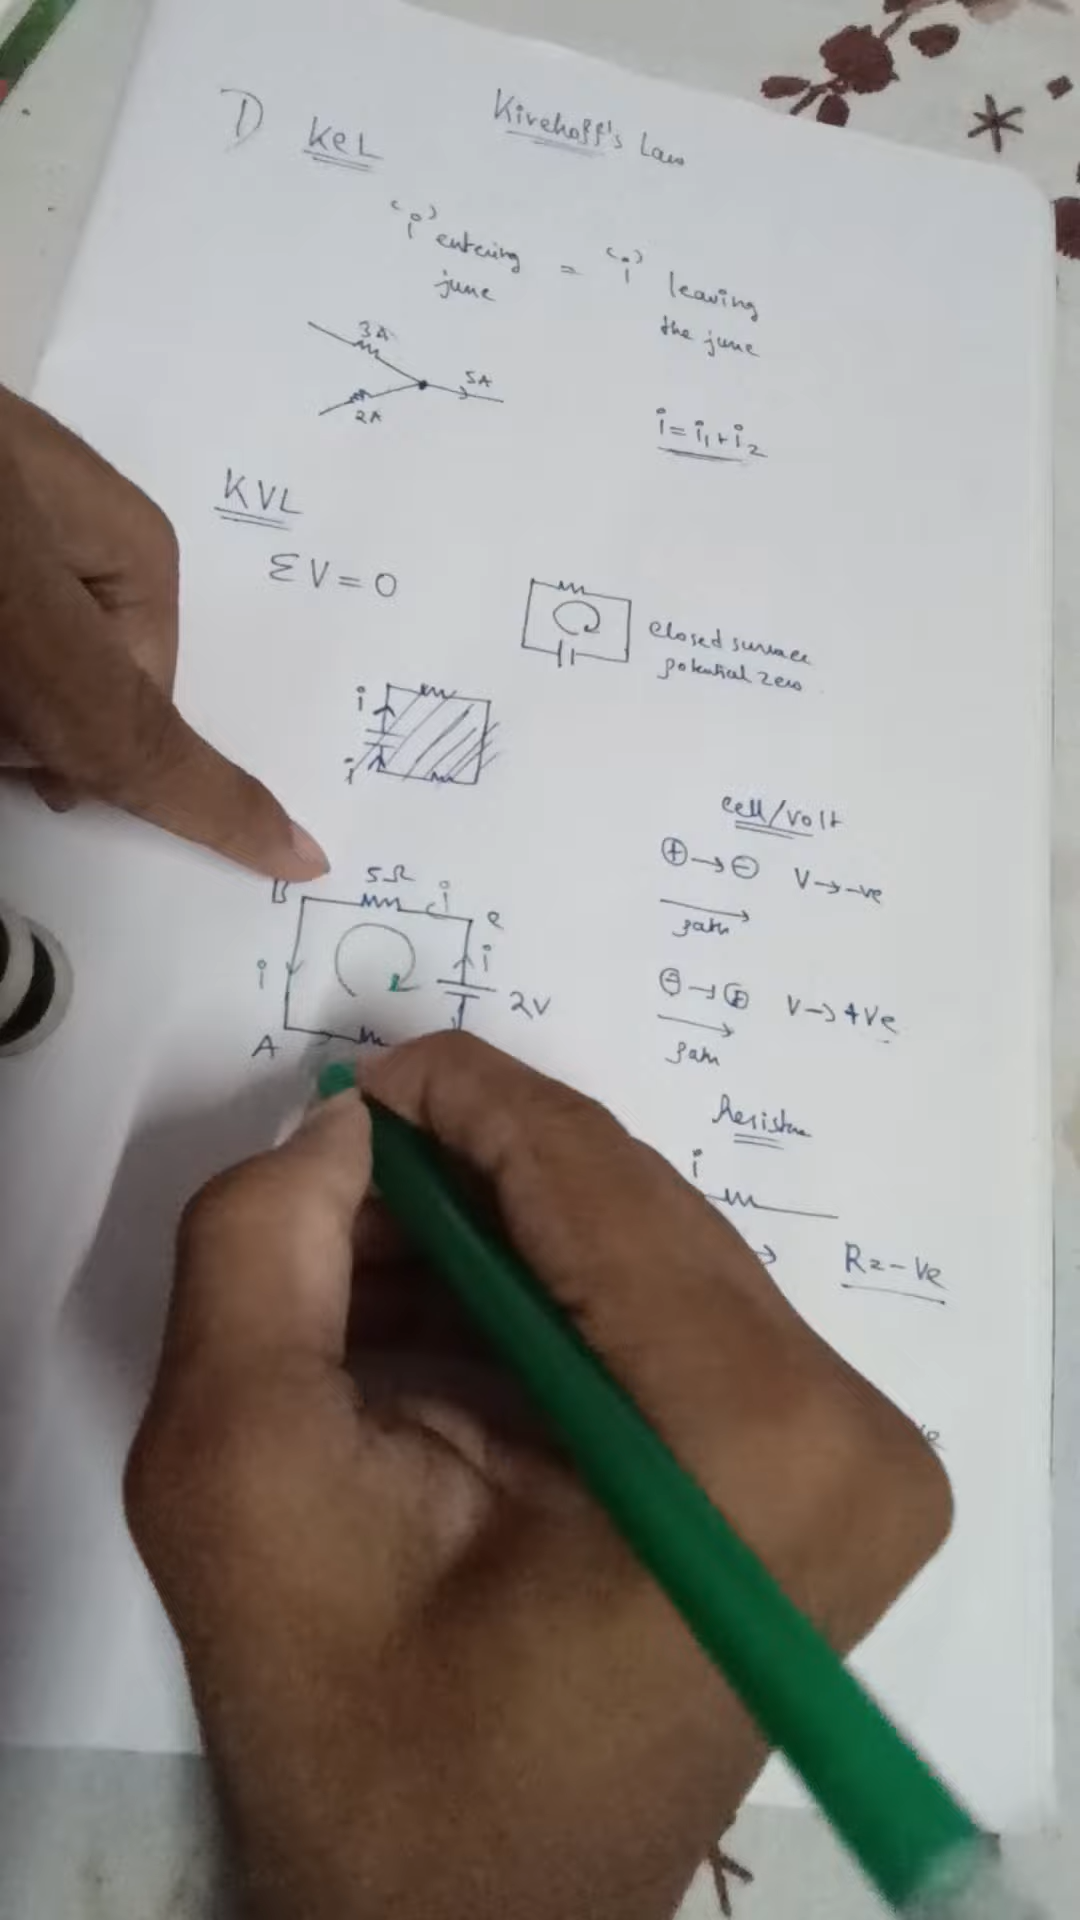 Kirchoff's Law
1) KCL
'i' entering junc = 'i' leaving the junc
3A
5A
2A
i = i1 + i2
KVL
ΣV = 0
closed surface
potential zero
i
i
cell/volt
⊕→⊖ V→-ve
path
⊖→⊕ V→+ve
path
B 5Ω i C
i i
2V
A
Resistor
i
R = -ve